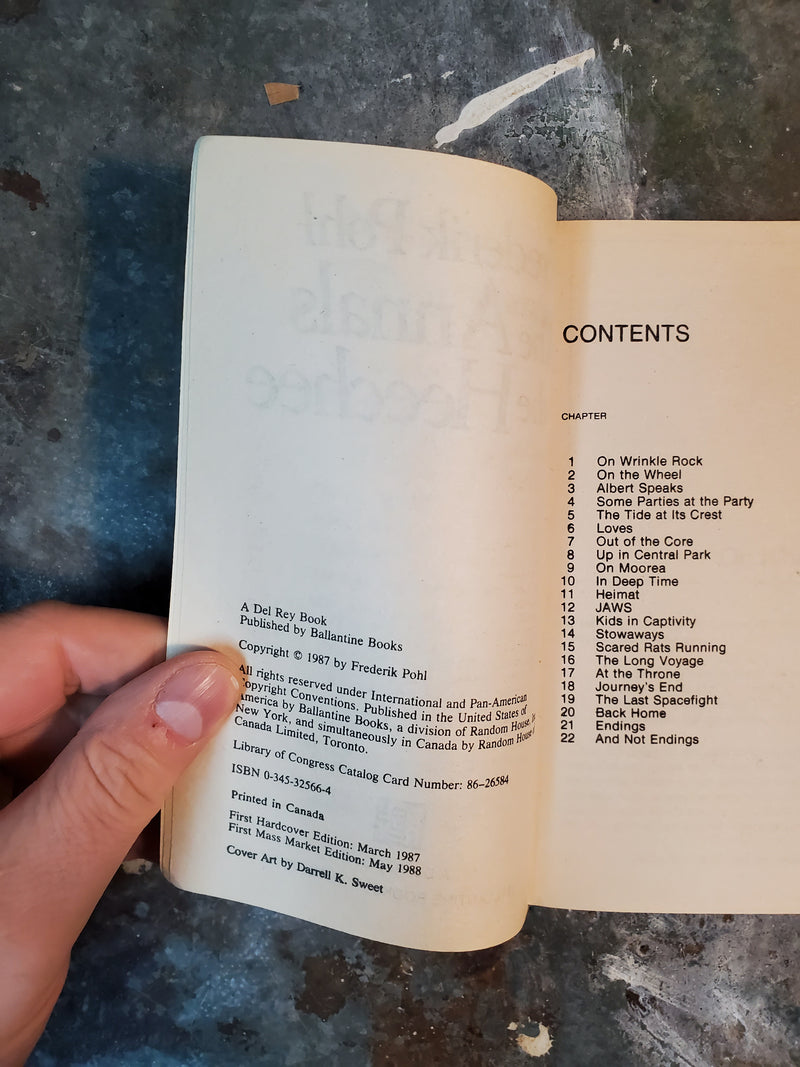 A Del Rey Book
Published by Ballantine Books
Copyright © 1987 by Frederik Pohl
All rights reserved under International and Pan-American
Copyright Conventions. Published in the United States of
America by Ballantine Books, a division of Random House,
New York, and simultaneously in Canada by Random House
Canada Limited, Toronto.
Library of Congress Catalog Card Number: 86–26584
ISBN 0-345-32566-4
Printed in Canada
First Hardcover Edition: March 1987
First Mass Market Edition: May 1988
Cover Art by Darrell K. Sweet
CONTENTS
CHAPTER
1 On Wrinkle Rock
2 On the Wheel
3 Albert Speaks
4 Some Parties at the Party
5 The Tide at Its Crest
6 Loves
7 Out of the Core
8 Up in Central Park
9 On Moorea
10 In Deep Time
11 Heimat
12 JAWS
13 Kids in Captivity
14 Stowaways
15 Scared Rats Running
16 The Long Voyage
17 At the Throne
18 Journey's End
19 The Last Spacefight
20 Back Home
21 Endings
22 And Not Endings